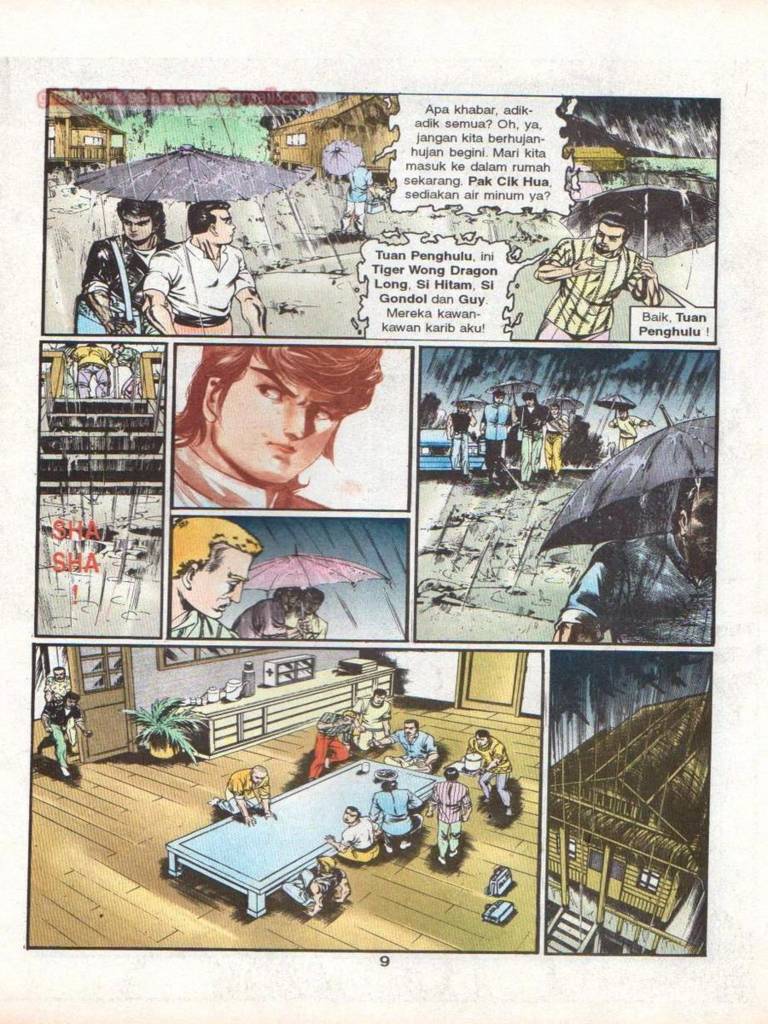 Apa khabar, adik-
adik semua? Oh, ya,
jangan kita berhujan-
hujan begini. Mari kita
masuk ke dalam rumah
sekarang. Pak Cik Hua,
sediakan air minum ya?
Tuan Penghulu, ini
Tiger Wong Dragon
Long, Si Hitam, Si
Gondol dan Guy.
Mereka kawan-
kawan karib aku!
Baik, Tuan
Penghulu !
SHA
SHA
!
9